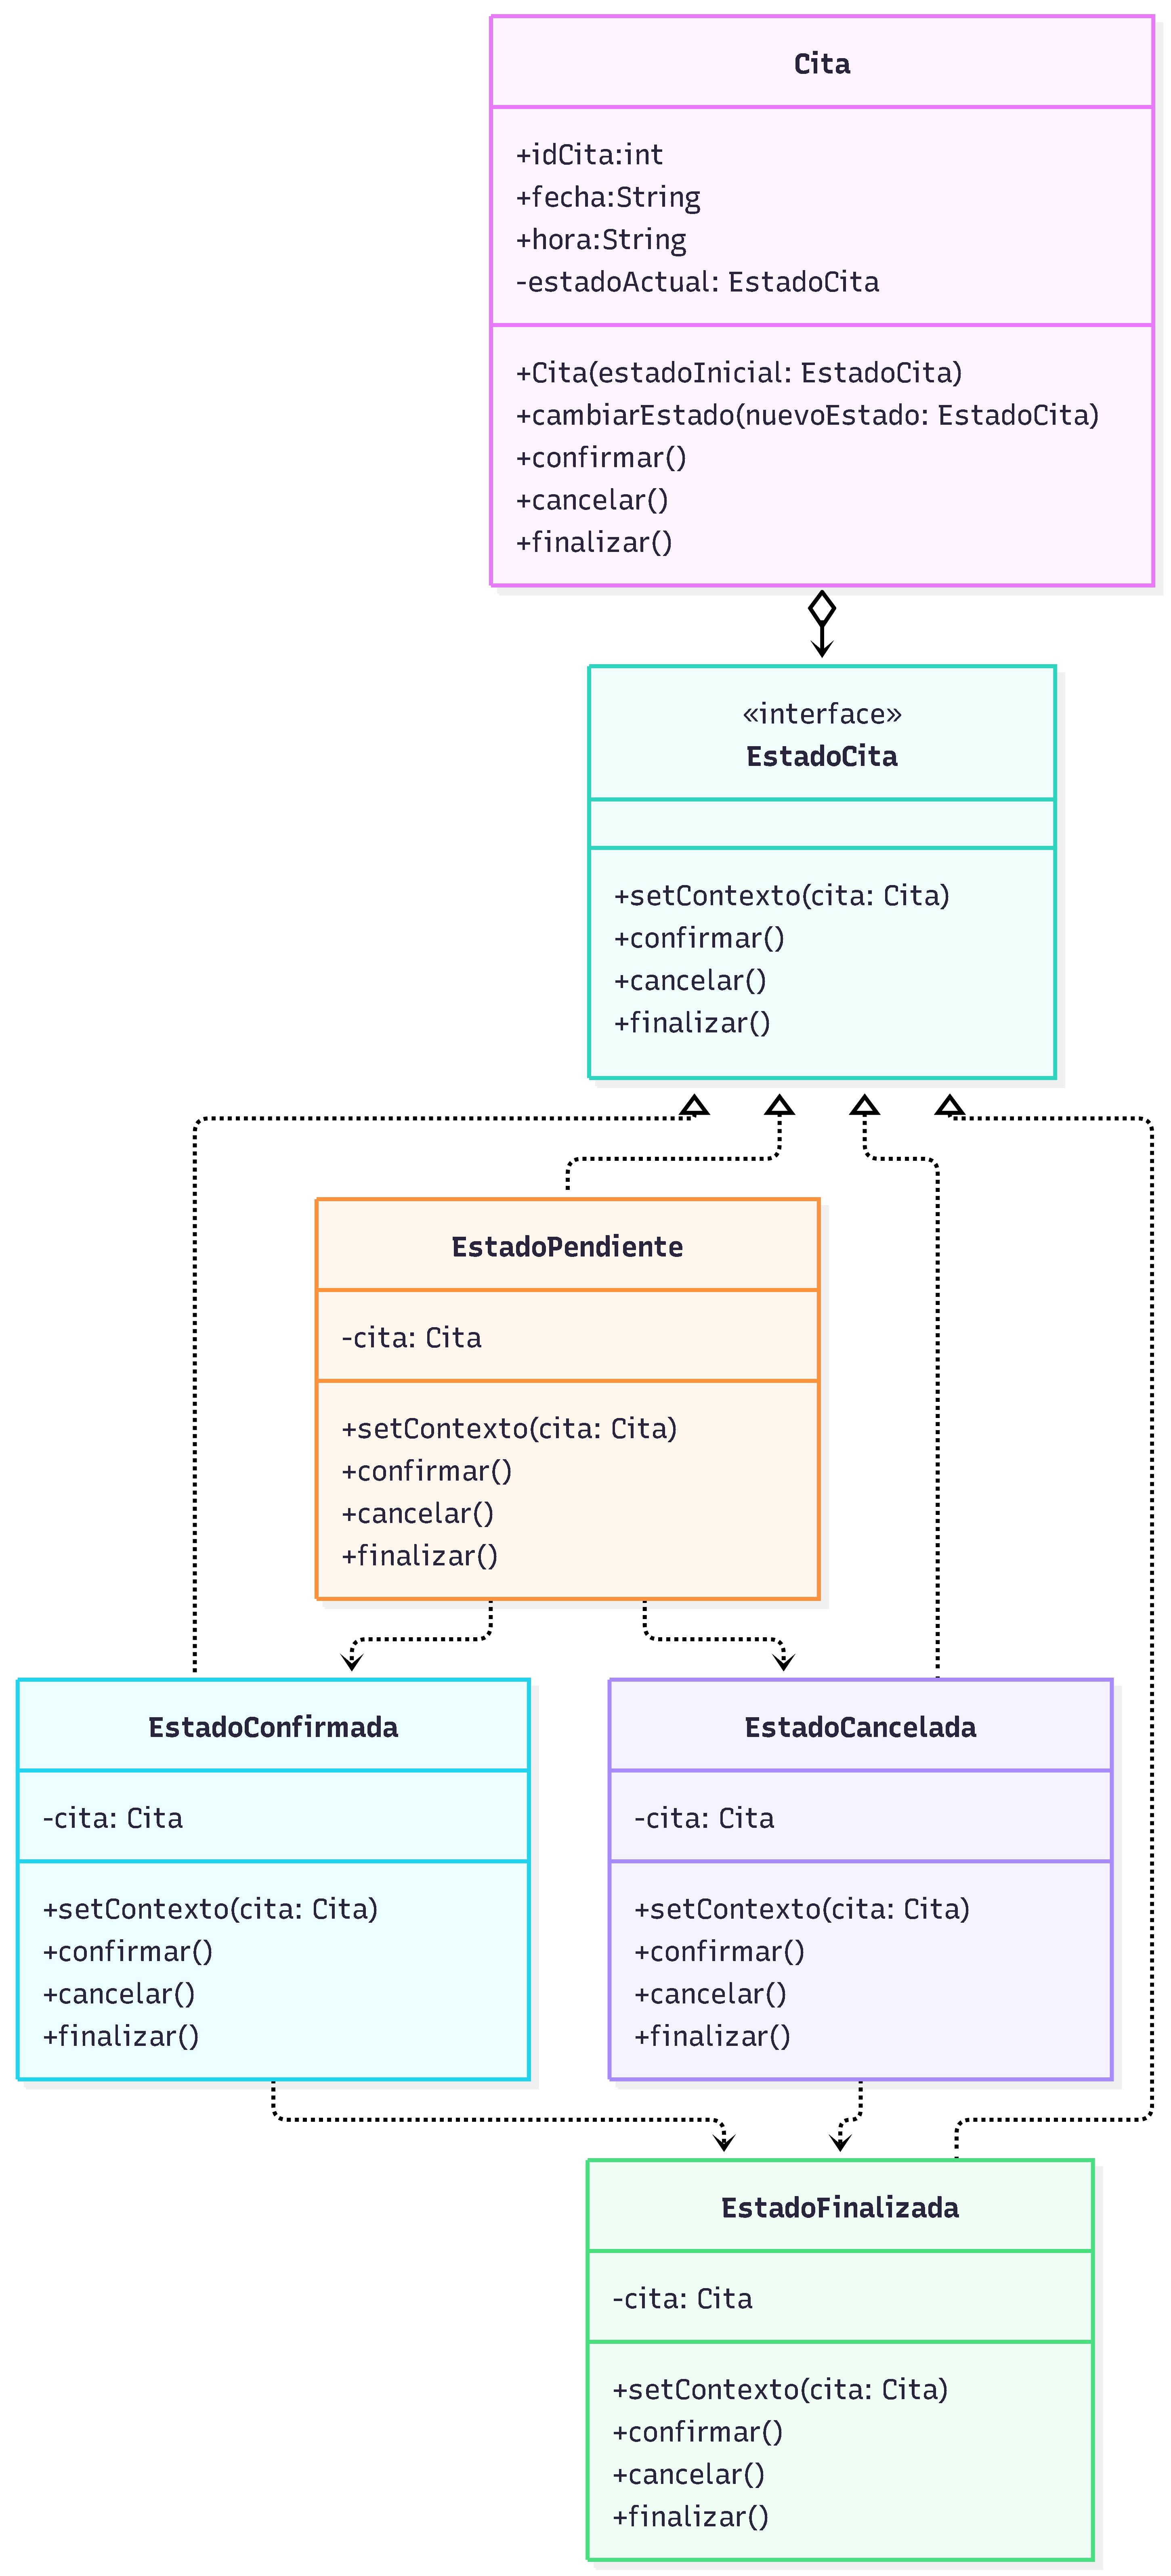 Cita
+idCita:int
+fecha:String
+hora:String
-estadoActual: EstadoCita
+Cita(estadoInicial: EstadoCita)
+cambiarEstado(nuevoEstado: EstadoCita)
+confirmar()
+cancelar()
+finalizar()
«interface»
EstadoCita
+setContexto(cita: Cita)
+confirmar()
+cancelar()
+finalizar()
EstadoPendiente
-cita: Cita
+setContexto(cita: Cita)
+confirmar()
+cancelar()
+finalizar()
EstadoConfirmada
-cita: Cita
+setContexto(cita: Cita)
+confirmar()
+cancelar()
+finalizar()
EstadoCancelada
-cita: Cita
+setContexto(cita: Cita)
+confirmar()
+cancelar()
+finalizar()
EstadoFinalizada
-cita: Cita
+setContexto(cita: Cita)
+confirmar()
+cancelar()
+finalizar()